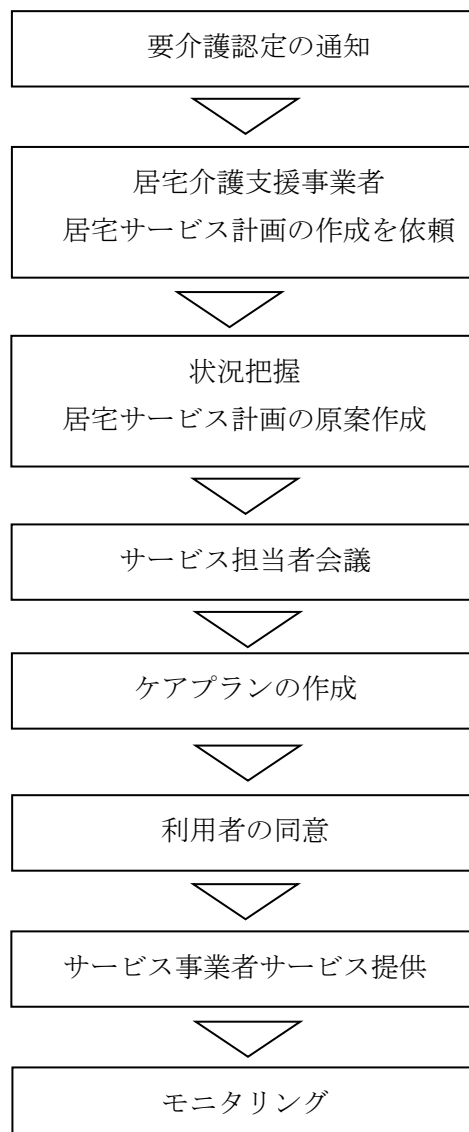 要介護認定の通知
居宅介護支援事業者
居宅サービス計画の作成を依頼
状況把握
居宅サービス計画の原案作成
サービス担当者会議
ケアプランの作成
利用者の同意
サービス事業者サービス提供
モニタリング